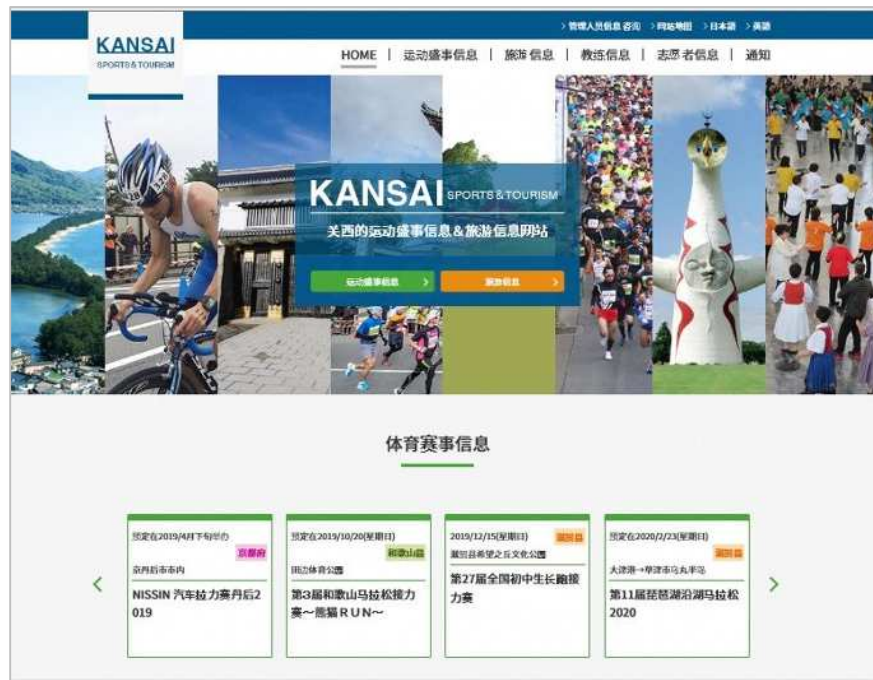 > 管理人员信息 咨询 > 网站地图 > 日本語 > 英語
KANSAI
SPORTS & TOURISM
HOME | 运动盛事信息 | 旅游信息 | 教练信息 | 志愿者信息 | 通知
KANSAI SPORTS & TOURISM
关西的运动盛事信息&旅游信息网站
运动盛事信息 >
旅游信息 >
体育赛事信息
预定在2019/4月下旬举办
京都府
京丹后市市内
NISSIN 汽车拉力赛丹后2
019
预定在2019/10/20(星期日)
和歌山县
田边体育公园
第3届和歌山马拉松接力
赛～熊猫ＲＵＮ～
2019/12/15(星期日)
滋贺县
滋贺县希望之丘文化公园
第27届全国初中生长跑接
力赛
预定在2020/2/23(星期日)
滋贺县
大津港→草津市乌丸半岛
第11届琵琶湖沿湖马拉松
2020